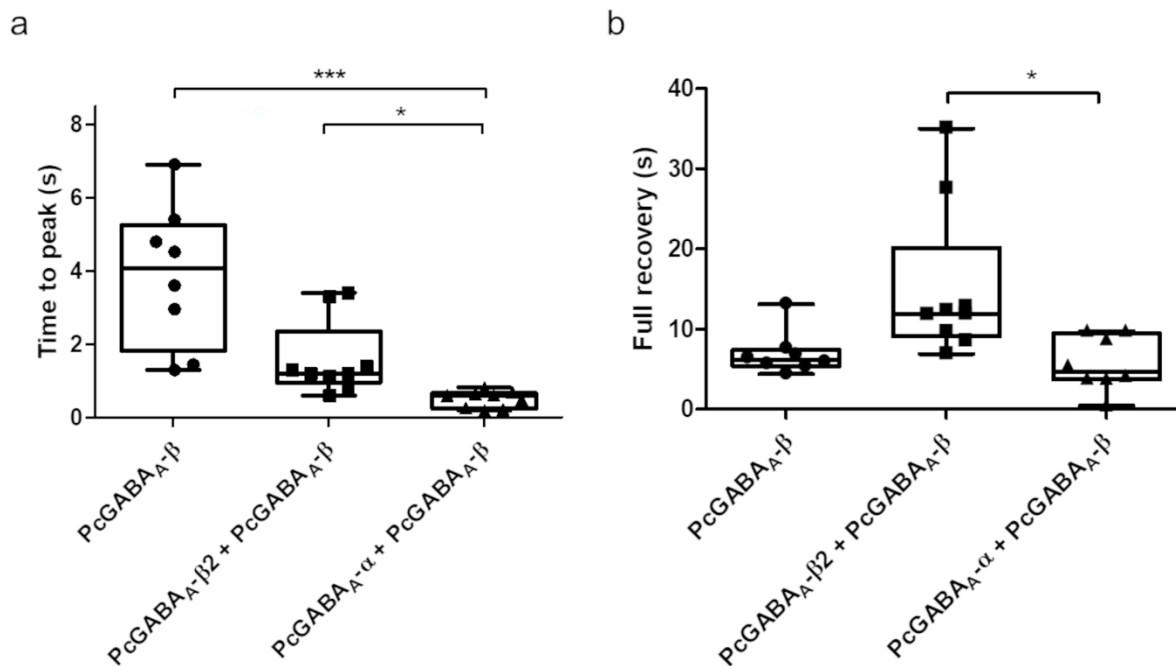 a
***
*
8
6
4
2
0
Time to peak (s)
PcGABAA-β
PcGABAA-β2 + PcGABAA-β
PcGABAA-α + PcGABAA-β
b
*
40
30
20
10
0
Full recovery (s)
PcGABAA-β
PcGABAA-β2 + PcGABAA-β
PcGABAA-α + PcGABAA-β